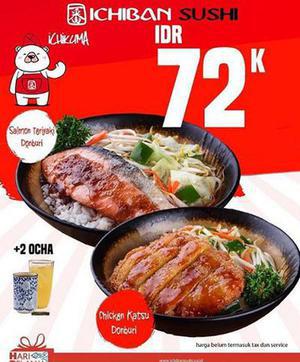 ICHIBAN SUSHI
ICHIKUMA
IDR
72K
Salmon Teriyaki
Donburi
+2 OCHA
Chicken Katsu
Donburi
harga belum termasuk tax dan service
HARI